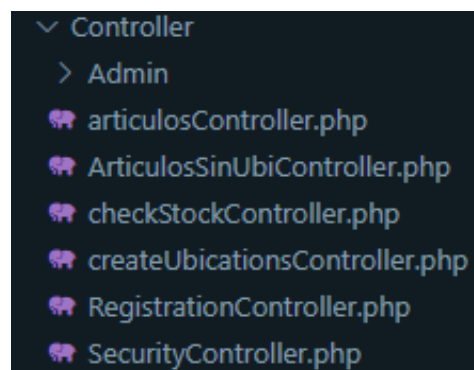 Controller
Admin
articulosController.php
ArticulosSinUbiController.php
checkStockController.php
createUbicationsController.php
RegistrationController.php
SecurityController.php